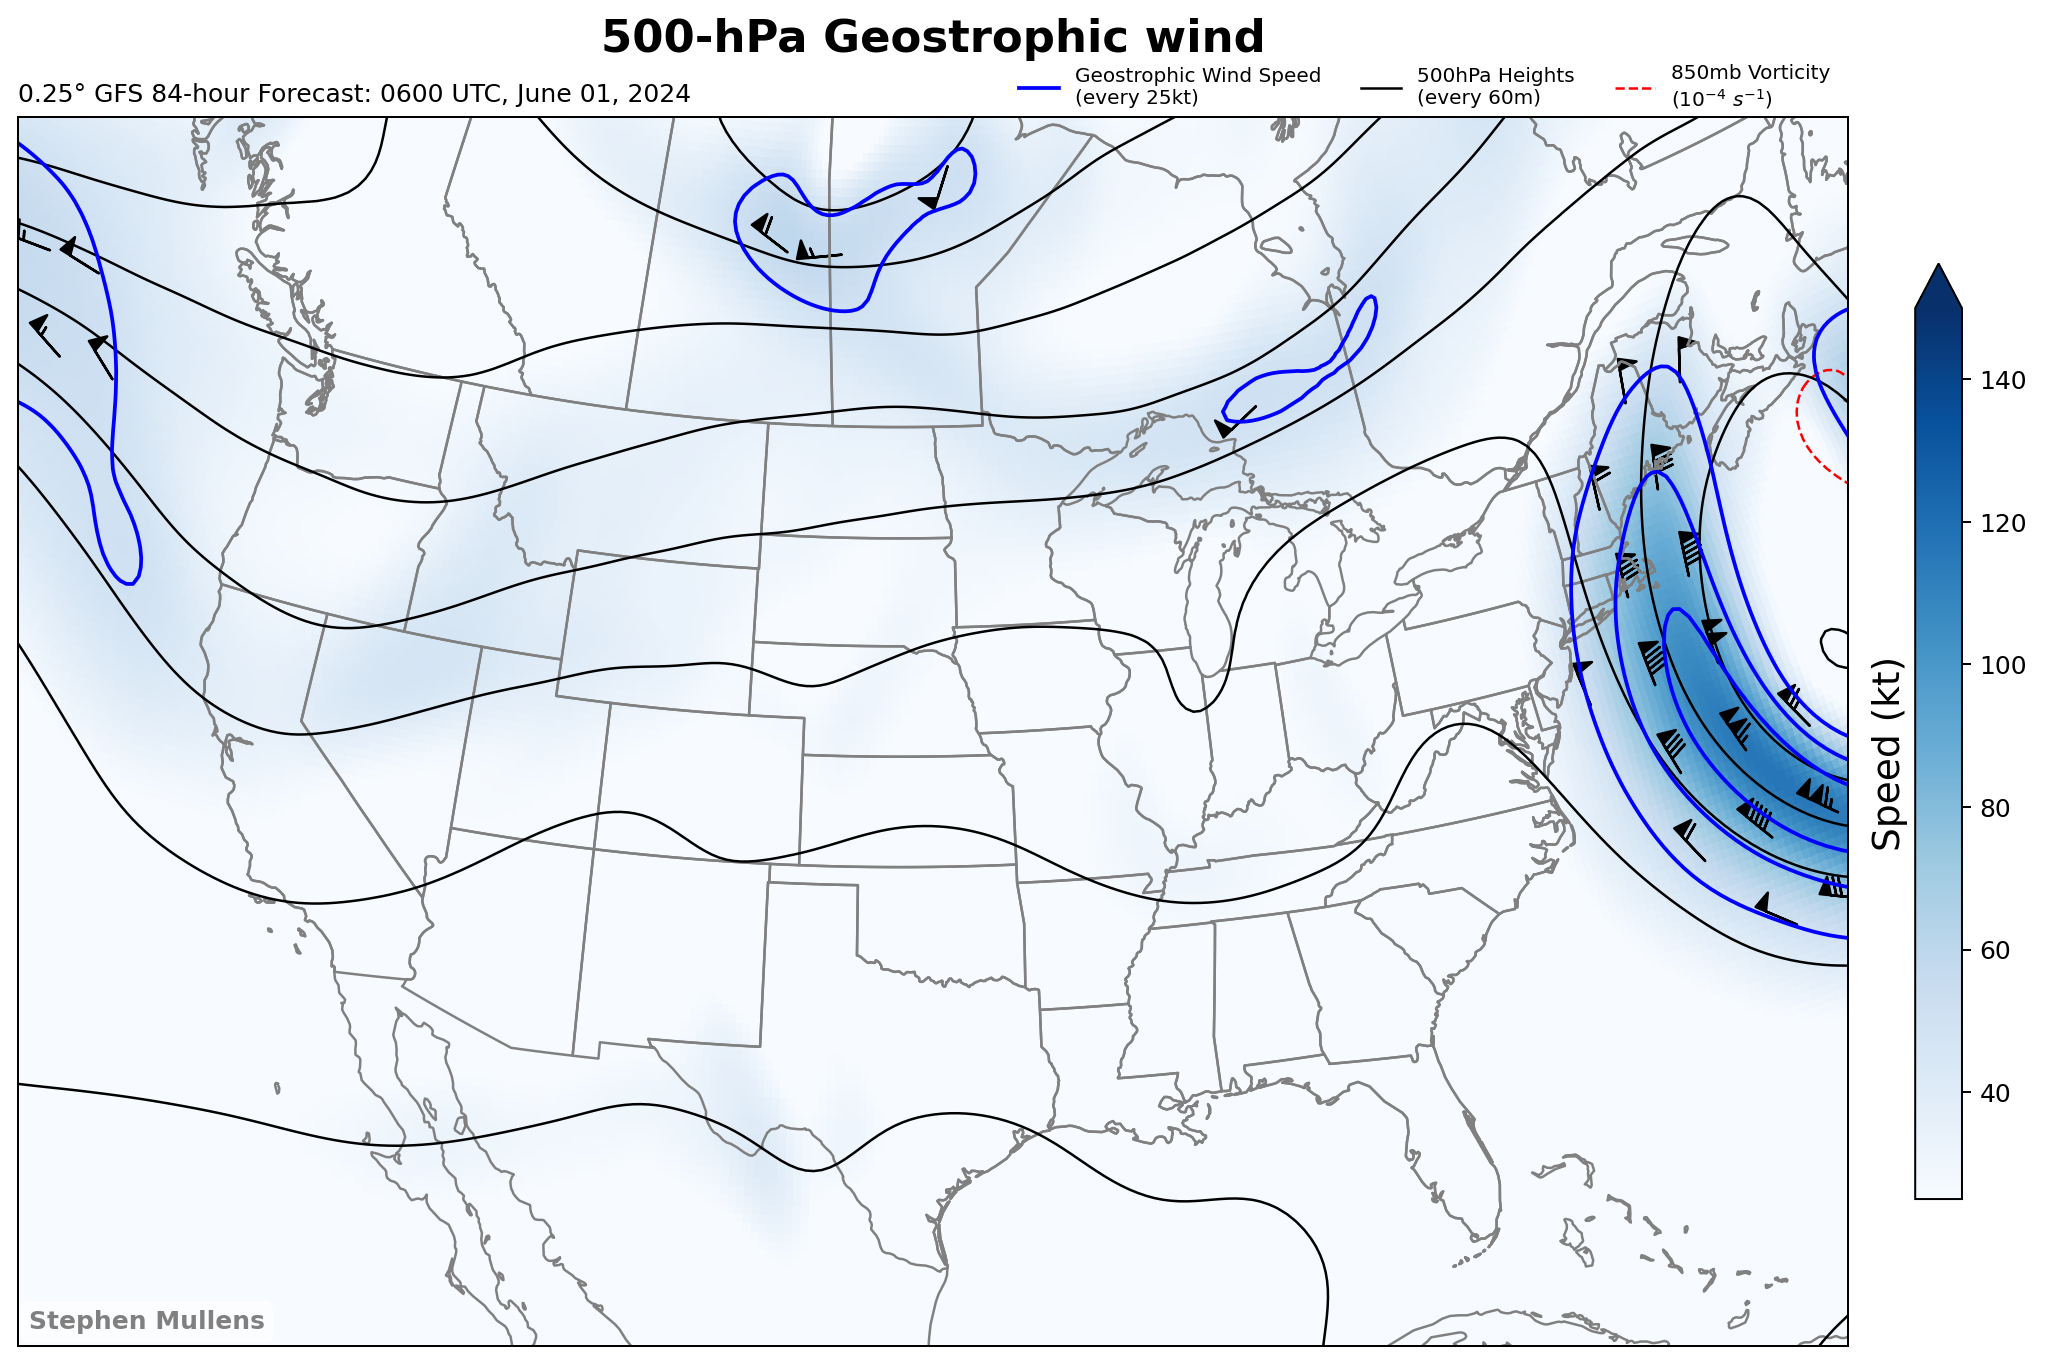 500-hPa Geostrophic wind
0.25° GFS 84-hour Forecast: 0600 UTC, June 01, 2024
Geostrophic Wind Speed
(every 25kt)
500hPa Heights
(every 60m)
850mb Vorticity
(10⁻⁴ s⁻¹)
140
120
100
80
60
40
Speed (kt)
Stephen Mullens